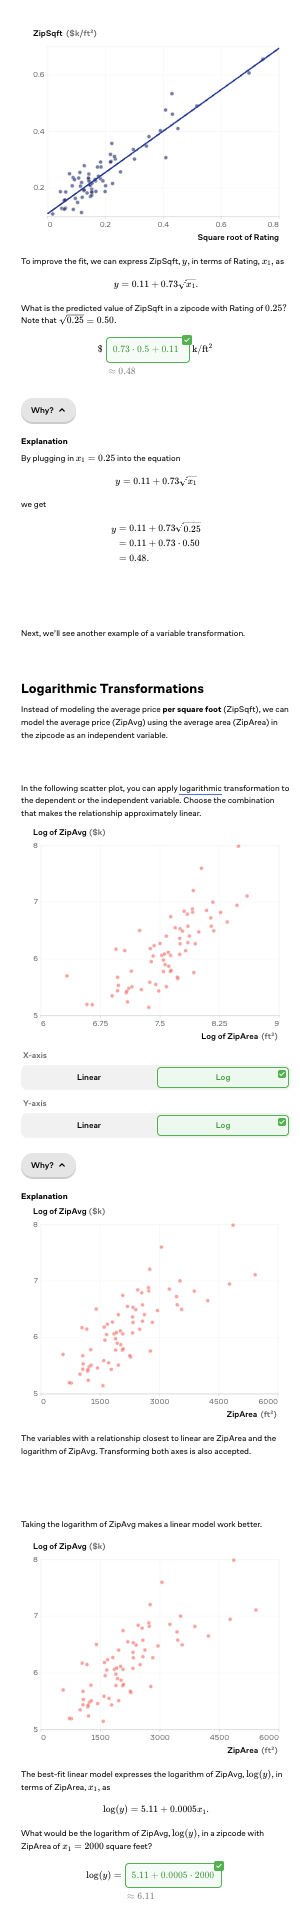 ZipSqft ($k/ft²)
0.6
0.4
0.2
0 0.2 0.4 0.6 0.8
Square root of Rating
To improve the fit, we can express ZipSqft, y, in terms of Rating, x₁, as
y = 0.11 + 0.73√x₁.
What is the predicted value of ZipSqft in a zipcode with Rating of 0.25?
Note that √0.25 = 0.50.
$ 0.73 · 0.5 + 0.11 k/ft²
≈ 0.48
Why?
Explanation
By plugging in x₁ = 0.25 into the equation
y = 0.11 + 0.73√x₁
we get
y = 0.11 + 0.73√0.25
= 0.11 + 0.73 · 0.50
= 0.48.
Next, we'll see another example of a variable transformation.
Logarithmic Transformations
Instead of modeling the average price per square foot (ZipSqft), we can
model the average price (ZipAvg) using the average area (ZipArea) in
the zipcode as an independent variable.
In the following scatter plot, you can apply logarithmic transformation to
the dependent or the independent variable. Choose the combination
that makes the relationship approximately linear.
Log of ZipAvg ($k)
8
7
6
5
6 6.75 7.5 8.25 9
Log of ZipArea (ft²)
X-axis
Linear Log
Y-axis
Linear Log
Why?
Explanation
Log of ZipAvg ($k)
8
7
6
5
0 1500 3000 4500 6000
ZipArea (ft²)
The variables with a relationship closest to linear are ZipArea and the
logarithm of ZipAvg. Transforming both axes is also accepted.
Taking the logarithm of ZipAvg makes a linear model work better.
Log of ZipAvg ($k)
8
7
6
5
0 1500 3000 4500 6000
ZipArea (ft²)
The best-fit linear model expresses the logarithm of ZipAvg, log(y), in
terms of ZipArea, x₁, as
log(y) = 5.11 + 0.0005x₁.
What would be the logarithm of ZipAvg, log(y), in a zipcode with
ZipArea of x₁ = 2000 square feet?
log(y) = 5.11 + 0.0005 · 2000
≈ 6.11